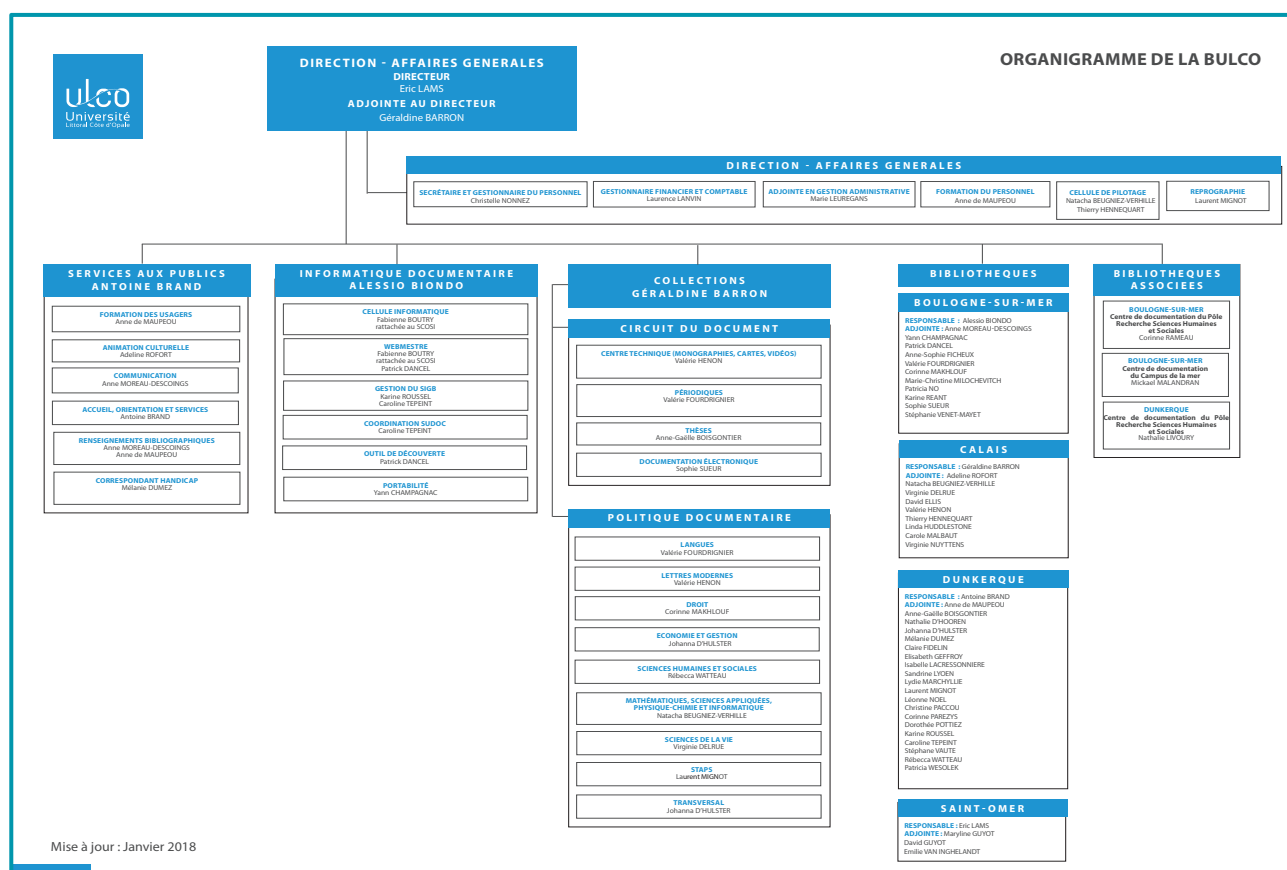 ORGANIGRAMME DE LA BULCO
ulco
Université
Littoral Côte d'Opale
DIRECTION - AFFAIRES GENERALES
DIRECTEUR
Eric LAMS
ADJOINTE AU DIRECTEUR
Géraldine BARRON
DIRECTION - AFFAIRES GENERALES
SECRÉTAIRE ET GESTIONNAIRE DU PERSONNEL
Christelle NONNEZ
GESTIONNAIRE FINANCIER ET COMPTABLE
Laurence LANVIN
ADJOINTE EN GESTION ADMINISTRATIVE
Marie LEUREGANS
FORMATION DU PERSONNEL
Anne de MAUPEOU
CELLULE DE PILOTAGE
Natacha BEUGNIEZ-VERHILLE
Thierry HENNEQUART
REPROGRAPHIE
Laurent MIGNOT
SERVICES AUX PUBLICS
ANTOINE BRAND
FORMATION DES USAGERS
Anne de MAUPEOU
ANIMATION CULTURELLE
Adeline ROFORT
COMMUNICATION
Anne MOREAU-DESCOINGS
ACCUEIL, ORIENTATION ET SERVICES
Antoine BRAND
RENSEIGNEMENTS BIBLIOGRAPHIQUES
Anne MOREAU-DESCOINGS
Anne de MAUPEOU
CORRESPONDANT HANDICAP
Mélanie DUMEZ
INFORMATIQUE DOCUMENTAIRE
ALESSIO BIONDO
CELLULE INFORMATIQUE
Fabienne BOUTRY
rattachée au SCOSI
WEBMESTRE
Fabienne BOUTRY
rattachée au SCOSI
Patrick DANCEL
GESTION DU SIGB
Karine ROUSSEL
Caroline TEPEINT
COORDINATION SUDOC
Caroline TEPEINT
OUTIL DE DÉCOUVERTE
Patrick DANCEL
PORTABILITÉ
Yann CHAMPAGNAC
COLLECTIONS
GÉRALDINE BARRON
CIRCUIT DU DOCUMENT
CENTRE TECHNIQUE (MONOGRAPHIES, CARTES, VIDÉOS)
Valérie HENON
PÉRIODIQUES
Valérie FOURDRIGNIER
THÈSES
Anne-Gaëlle BOISGONTIER
DOCUMENTATION ÉLECTRONIQUE
Sophie SUEUR
POLITIQUE DOCUMENTAIRE
LANGUES
Valérie FOURDRIGNIER
LETTRES MODERNES
Valérie HENON
DROIT
Corinne MAKHLOUF
ECONOMIE ET GESTION
Johanna D'HULSTER
SCIENCES HUMAINES ET SOCIALES
Rébecca WATTEAU
MATHÉMATIQUES, SCIENCES APPLIQUÉES,
PHYSIQUE-CHIMIE ET INFORMATIQUE
Natacha BEUGNIEZ-VERHILLE
SCIENCES DE LA VIE
Virginie DELRUE
STAPS
Laurent MIGNOT
TRANSVERSAL
Johanna D'HULSTER
BIBLIOTHEQUES
BOULOGNE-SUR-MER
RESPONSABLE : Alessio BIONDO
ADJOINTE : Anne MOREAU-DESCOINGS
Yann CHAMPAGNAC
Patrick DANCEL
Anne-Sophie FICHEUX
Valérie FOURDRIGNIER
Corinne MAKHLOUF
Marie-Christine MILOCHEVITCH
Patricia NO
Karine REANT
Sophie SUEUR
Stéphanie VENET-MAYET
CALAIS
RESPONSABLE : Géraldine BARRON
ADJOINTE : Adeline ROFORT
Natacha BEUGNIEZ-VERHILLE
Virginie DELRUE
David ELLIS
Valérie HENON
Thierry HENNEQUART
Linda HUDDLESTONE
Carole MALBAUT
Virginie NUYTTENS
DUNKERQUE
RESPONSABLE : Antoine BRAND
ADJOINTE : Anne de MAUPEOU
Anne-Gaëlle BOISGONTIER
Nathalie D'HOOREN
Johanna D'HULSTER
Mélanie DUMEZ
Claire FIDELIN
Elisabeth GEFFROY
Isabelle LACRESSONNIERE
Sandrine LYOEN
Lydie MARCHYLLIE
Laurent MIGNOT
Léonne NOEL
Christine PACCOU
Corinne PAREZYS
Dorothée POTTIEZ
Karine ROUSSEL
Caroline TEPEINT
Stéphane VAUTE
Rébecca WATTEAU
Patricia WESOLEK
SAINT-OMER
RESPONSABLE : Eric LAMS
ADJOINTE : Maryline GUYOT
David GUYOT
Emilie VAN INGHELANDT
BIBLIOTHEQUES
ASSOCIEES
BOULOGNE-SUR-MER
Centre de documentation du Pôle
Recherche Sciences Humaines
et Sociales
Corinne RAMEAU
BOULOGNE-SUR-MER
Centre de documentation
du Campus de la mer
Mickael MALANDRAN
DUNKERQUE
Centre de documentation du Pôle
Recherche Sciences Humaines
et Sociales
Nathalie LIVOURY
Mise à jour : Janvier 2018